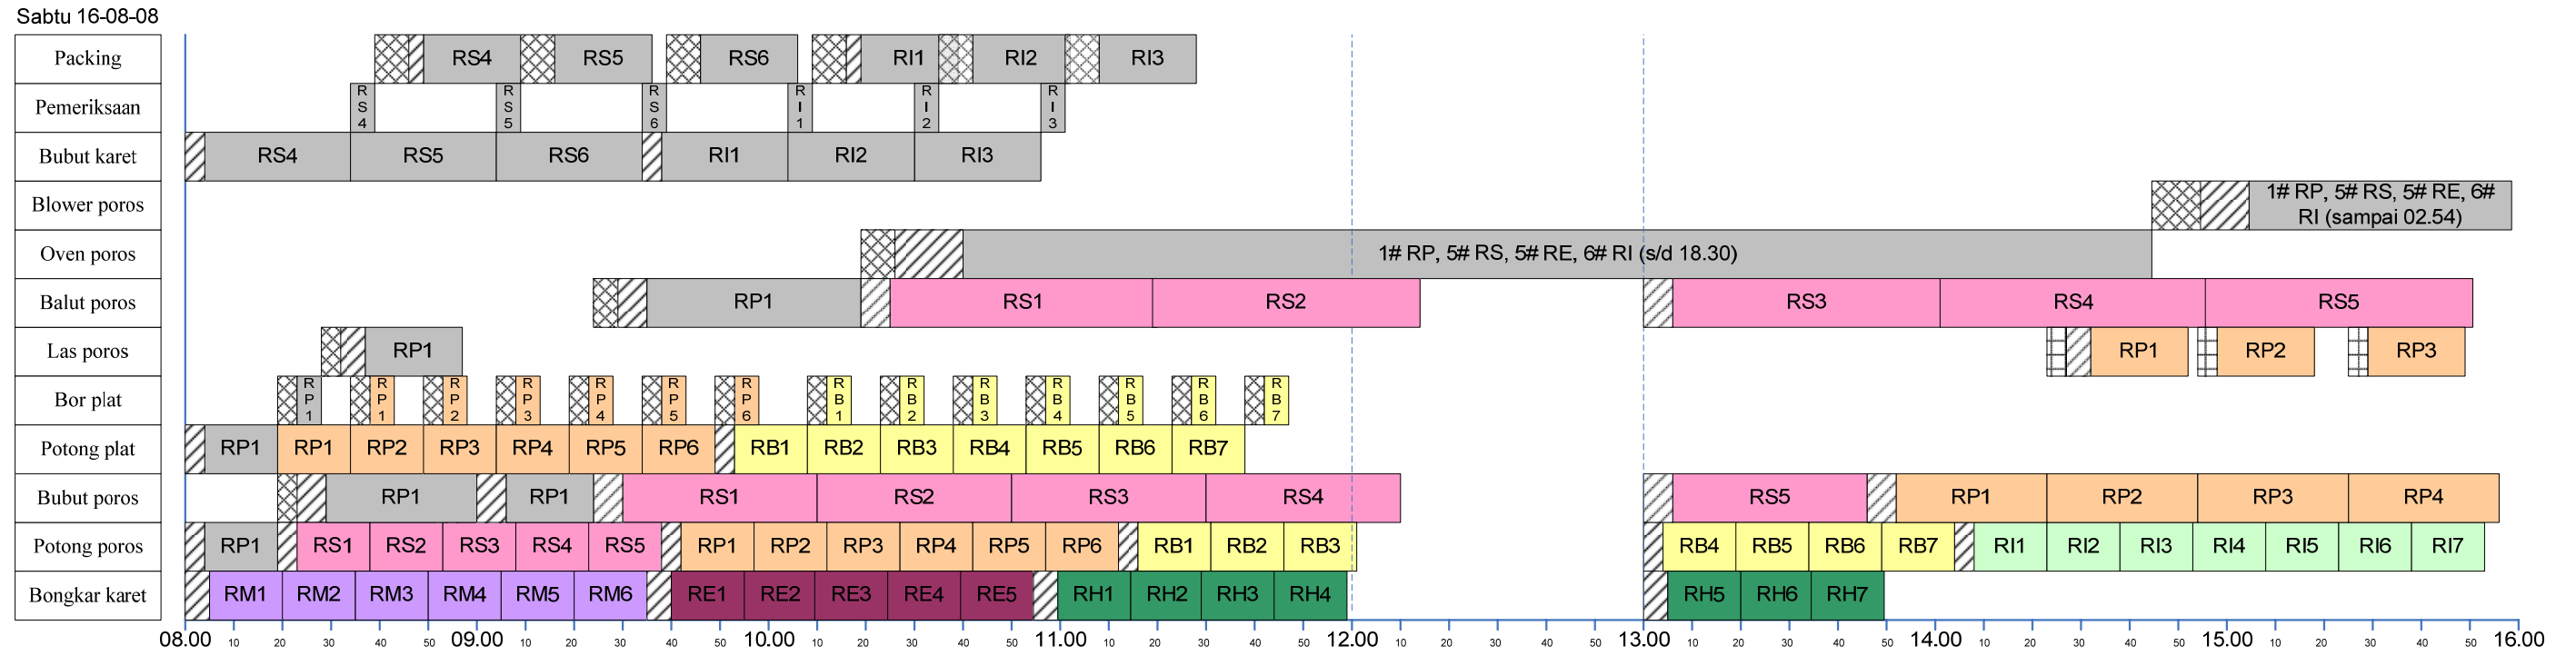 Sabtu 16-08-08
Packing
RS4 RS5 RS6 RI1 RI2 RI3
Pemeriksaan
RS4 RS5 RS6 RI1 RI2 RI3
Bubut karet
RS4 RS5 RS6 RI1 RI2 RI3
Blower poros
1# RP, 5# RS, 5# RE, 6#
RI (sampai 02.54)
Oven poros
1# RP, 5# RS, 5# RE, 6# RI (s/d 18.30)
Balut poros
RP1 RS1 RS2 RS3 RS4 RS5
Las poros
RP1 RP1 RP2 RP3
Bor plat
RP1 RP1 RP2 RP3 RP4 RP5 RP6 RB1 RB2 RB3 RB4 RB5 RB6 RB7
Potong plat
RP1 RP1 RP2 RP3 RP4 RP5 RP6 RB1 RB2 RB3 RB4 RB5 RB6 RB7
Bubut poros
RP1 RP1 RS1 RS2 RS3 RS4 RS5 RP1 RP2 RP3 RP4
Potong poros
RP1 RS1 RS2 RS3 RS4 RS5 RP1 RP2 RP3 RP4 RP5 RP6 RB1 RB2 RB3 RB4 RB5 RB6 RB7 RI1 RI2 RI3 RI4 RI5 RI6 RI7
Bongkar karet
RM1 RM2 RM3 RM4 RM5 RM6 RE1 RE2 RE3 RE4 RE5 RH1 RH2 RH3 RH4 RH5 RH6 RH7
08.00 10 20 30 40 50 09.00 10 20 30 40 50 10.00 10 20 30 40 50 11.00 10 20 30 40 50 12.00 10 20 30 40 50 13.00 10 20 30 40 50 14.00 10 20 30 40 50 15.00 10 20 30 40 50 16.00